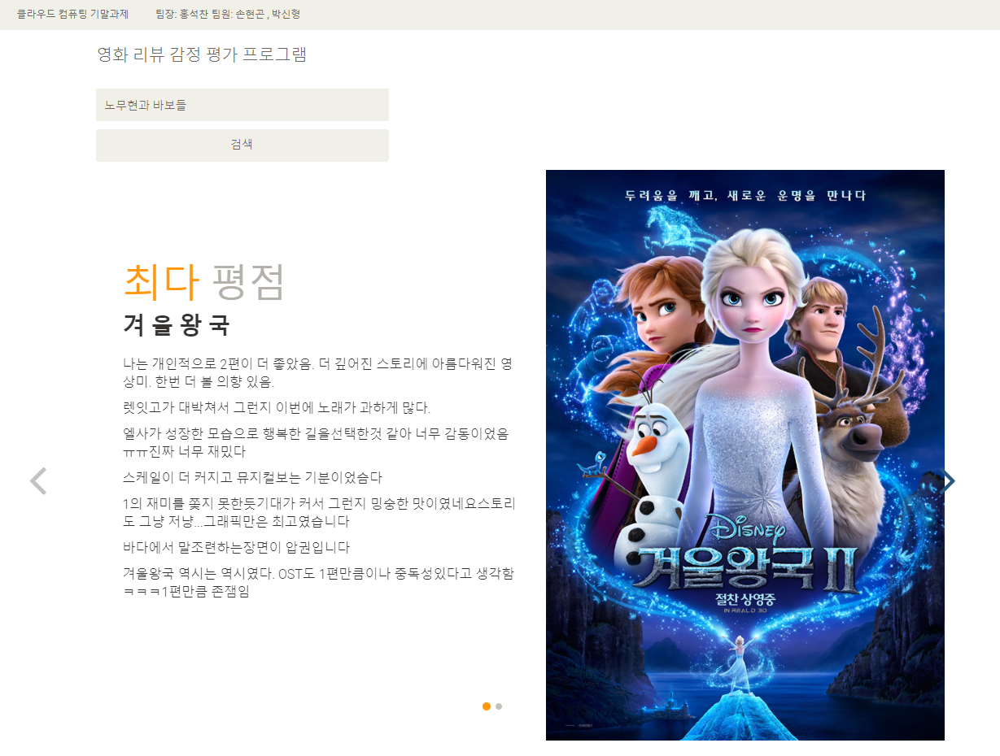 클라우드 컴퓨팅 기말과제 팀장: 홍석찬 팀원: 손현곤 , 박신형
영화 리뷰 감정 평가 프로그램
노무현과 바보들
검색
최다 평점
겨 울 왕 국
나는 개인적으로 2편이 더 좋았음. 더 깊어진 스토리에 아름다워진 영
상미. 한번 더 볼 의향 있음.
렛잇고가 대박쳐서 그런지 이번에 노래가 과하게 많다.
엘사가 성장한 모습으로 행복한 길을선택한것 같아 너무 감동이었음
ㅠㅠ진짜 너무 재밌다
스케일이 더 커지고 뮤지컬보는 기분이었슴다
1의 재미를 쫓지 못한듯기대가 커서 그런지 밍숭한 맛이였네요스토리
도 그냥 저냥...그래픽만은 최고였습니다
바다에서 말조련하는장면이 압권입니다
겨울왕국 역시는 역시였다. OST도 1편만큼이나 중독성있다고 생각함
ㅋㅋㅋ1편만큼 존잼임
두려움을 깨고, 새로운 운명을 만나다
Disney
겨울왕국 II
절찬 상영중
IN REAL D 3D